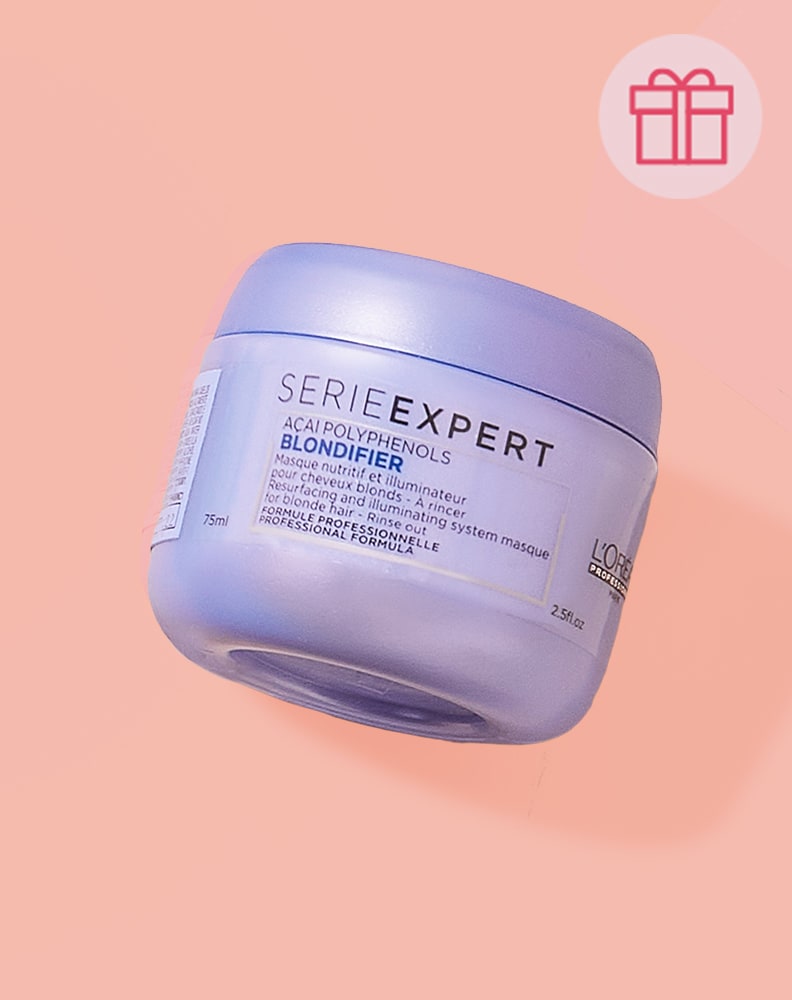 SERIEEXPERT
AÇAI POLYPHENOLS
BLONDIFIER
Masque nutritif et illuminateur
pour cheveux blonds - À rincer
Resurfacing and illuminating system masque
for blonde hair - Rinse out
FORMULE PROFESSIONNELLE
PROFESSIONAL FORMULA
75ml
2.5fl.oz